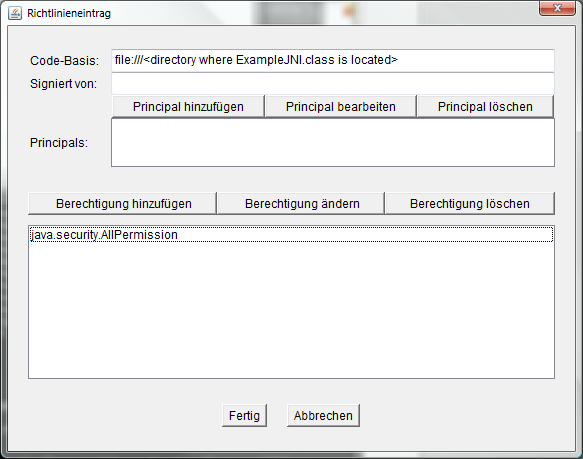 Richtlinieneintrag
Code-Basis: file:///<directory where ExampleJNI.class is located>
Signiert von:
Principal hinzufügen Principal bearbeiten Principal löschen
Principals:
Berechtigung hinzufügen Berechtigung ändern Berechtigung löschen
java.security.AllPermission
Fertig Abbrechen